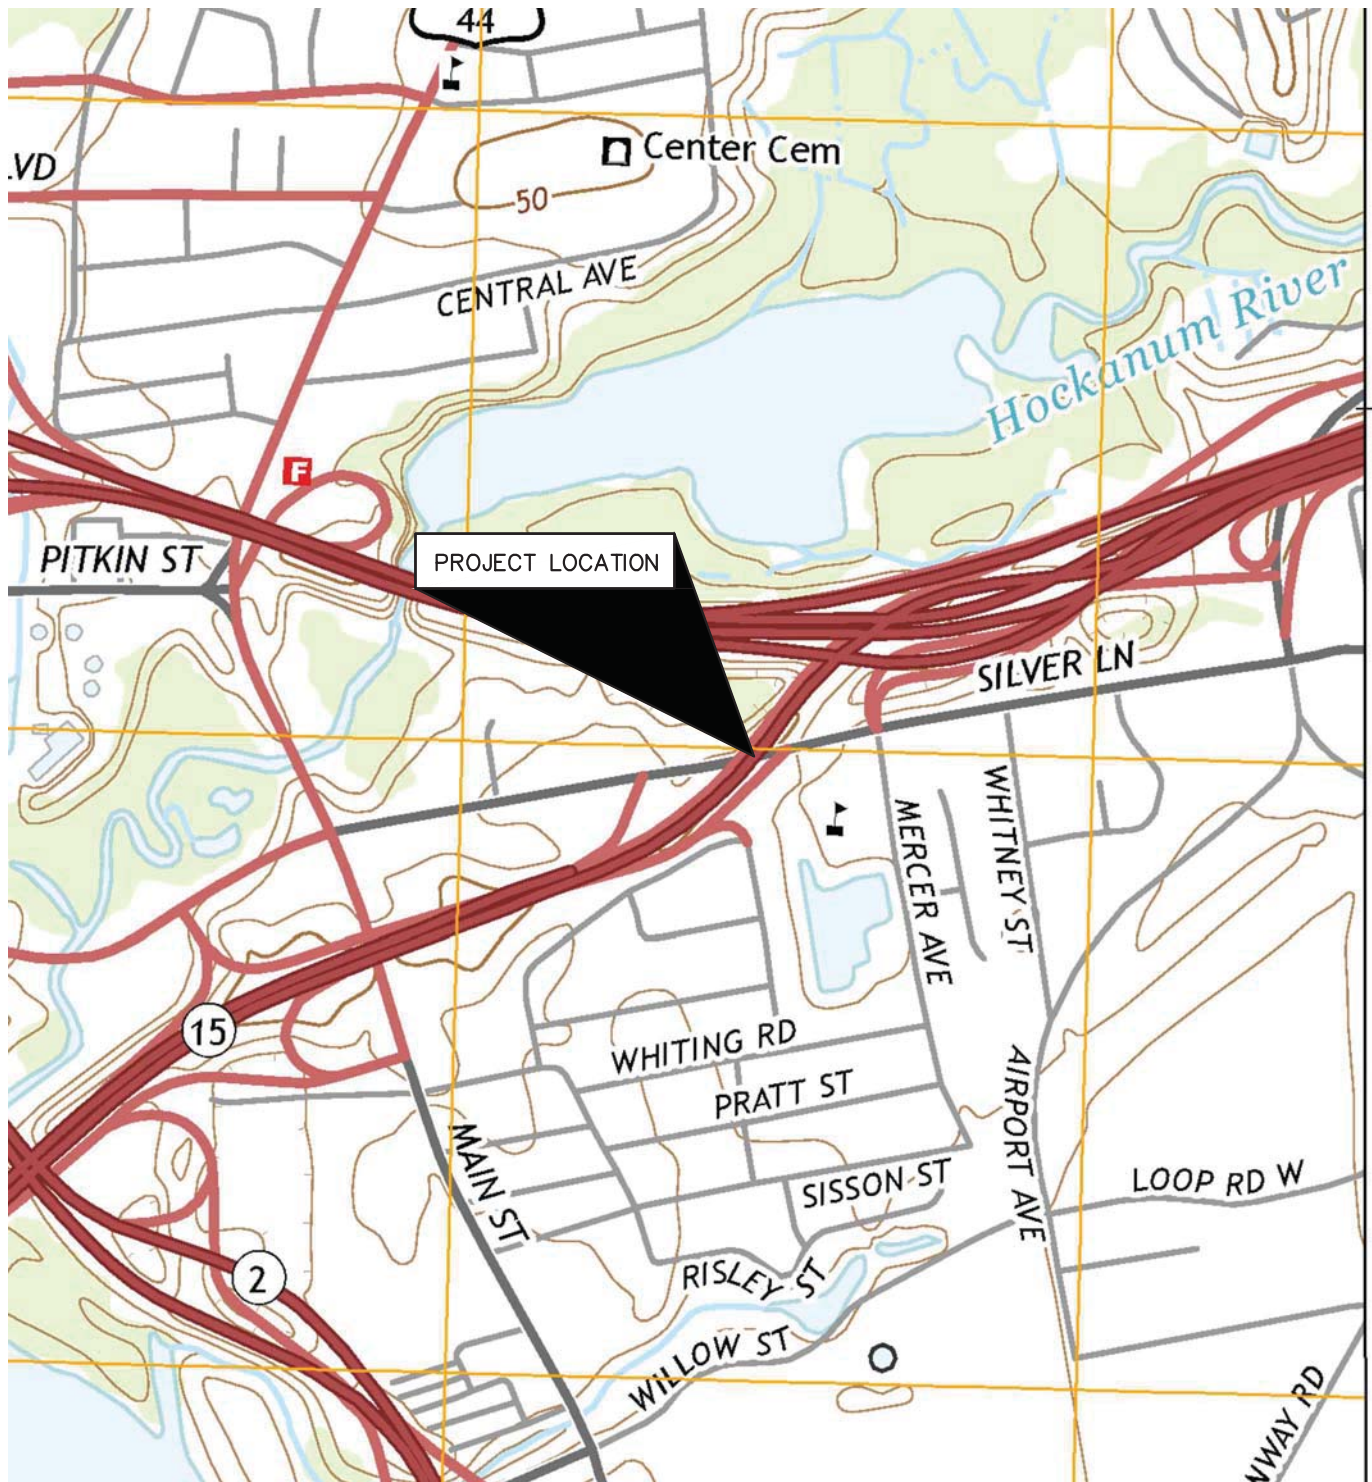 44
Center Cem
LVD
50
CENTRAL AVE
Hockanum River
F
PITKIN ST
PROJECT LOCATION
SILVER LN
MERCER AVE
WHITNEY ST
15
WHITING RD
PRATT ST
AIRPORT AVE
MAIN ST
SISSON ST
LOOP RD W
2
RISLEY ST
WILLOW ST
NWAY RD